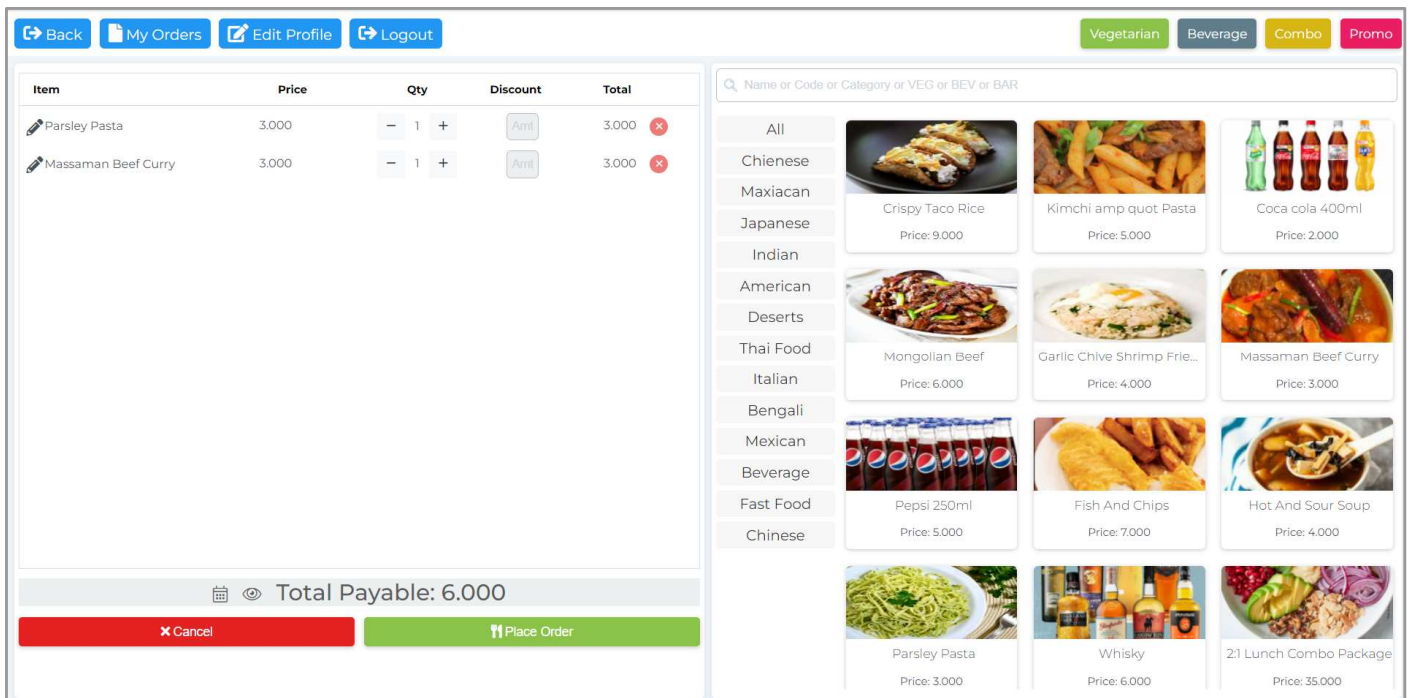 Back My Orders Edit Profile Logout
Vegetarian Beverage Combo Promo
Item Price Qty Discount Total
Parsley Pasta 3.000 − 1 + Amt 3.000
Massaman Beef Curry 3.000 − 1 + Amt 3.000
Total Payable: 6.000
Cancel Place Order
Name or Code or Category or VEG or BEV or BAR
All
Chienese
Maxiacan
Japanese
Indian
American
Deserts
Thai Food
Italian
Bengali
Mexican
Beverage
Fast Food
Chinese
Crispy Taco Rice Kimchi amp quot Pasta Coca cola 400ml
Price: 9.000 Price: 5.000 Price: 2.000
Mongolian Beef Garlic Chive Shrimp Frie... Massaman Beef Curry
Price: 6.000 Price: 4.000 Price: 3.000
Pepsi 250ml Fish And Chips Hot And Sour Soup
Price: 5.000 Price: 7.000 Price: 4.000
Parsley Pasta Whisky 2:1 Lunch Combo Package
Price: 3.000 Price: 6.000 Price: 35.000